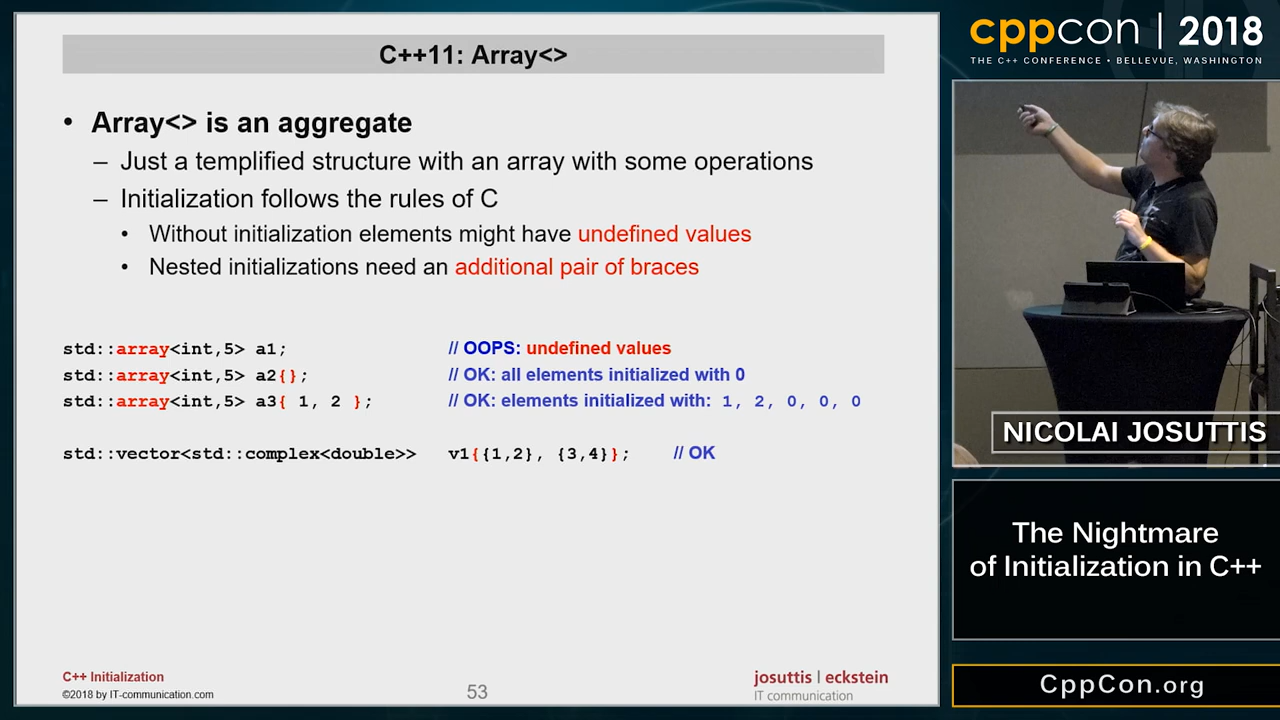 C++11: Array<>
• Array<> is an aggregate
– Just a templified structure with an array with some operations
– Initialization follows the rules of C
• Without initialization elements might have undefined values
• Nested initializations need an additional pair of braces
std::array<int,5> a1; // OOPS: undefined values
std::array<int,5> a2{}; // OK: all elements initialized with 0
std::array<int,5> a3{ 1, 2 }; // OK: elements initialized with: 1, 2, 0, 0, 0
std::vector<std::complex<double>> v1{{1,2}, {3,4}}; // OK
C++ Initialization
©2018 by IT-communication.com
53
josuttis | eckstein
IT communication
cppcon | 2018
THE C++ CONFERENCE • BELLEVUE, WASHINGTON
NICOLAI JOSUTTIS
The Nightmare
of Initialization in C++
CppCon.org